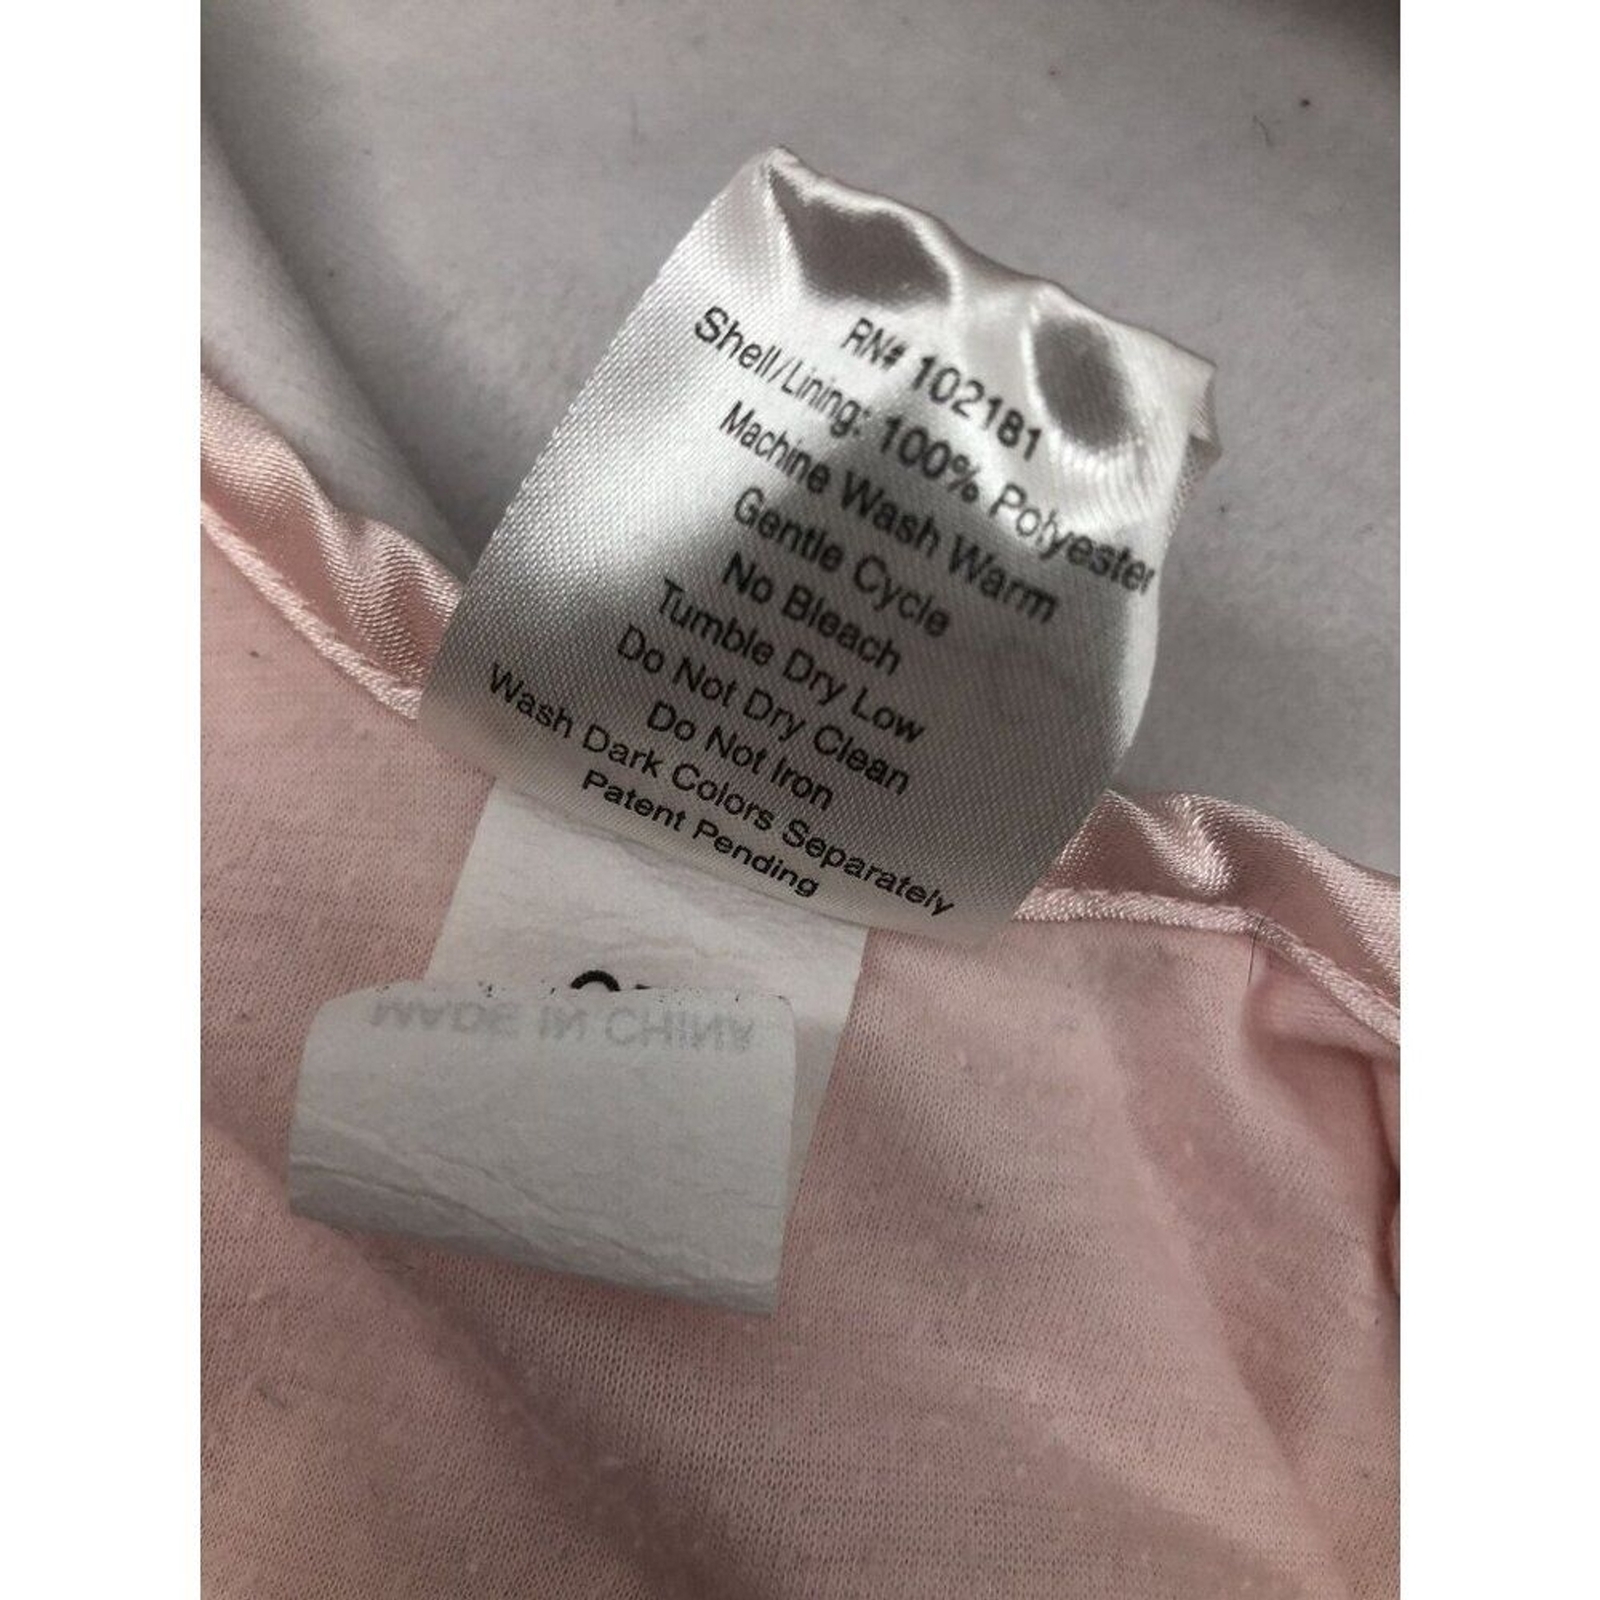 RN# 102181
Shell/Lining: 100% Polyester
Machine Wash Warm
Gentle Cycle
No Bleach
Tumble Dry Low
Do Not Dry Clean
Do Not Iron
Wash Dark Colors Separately
Patent Pending
MADE IN CHINA